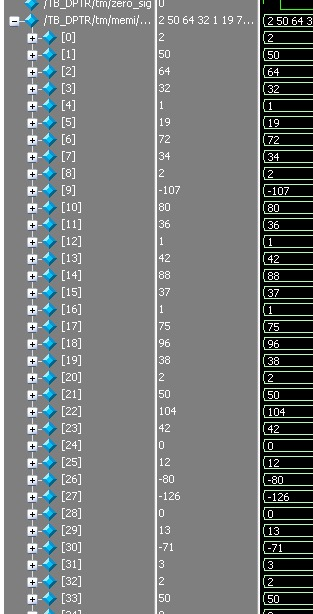 /TB_DPTR/tm/zero_sig 0
/TB_DPTR/tm/memi/... 2 50 64 32 1 19 7... 2 50 64 3
[0] 2 2
[1] 50 50
[2] 64 64
[3] 32 32
[4] 1 1
[5] 19 19
[6] 72 72
[7] 34 34
[8] 2 2
[9] -107 -107
[10] 80 80
[11] 36 36
[12] 1 1
[13] 42 42
[14] 88 88
[15] 37 37
[16] 1 1
[17] 75 75
[18] 96 96
[19] 38 38
[20] 2 2
[21] 50 50
[22] 104 104
[23] 42 42
[24] 0 0
[25] 12 12
[26] -80 -80
[27] -126 -126
[28] 0 0
[29] 13 13
[30] -71 -71
[31] 3 3
[32] 2 2
[33] 50 50